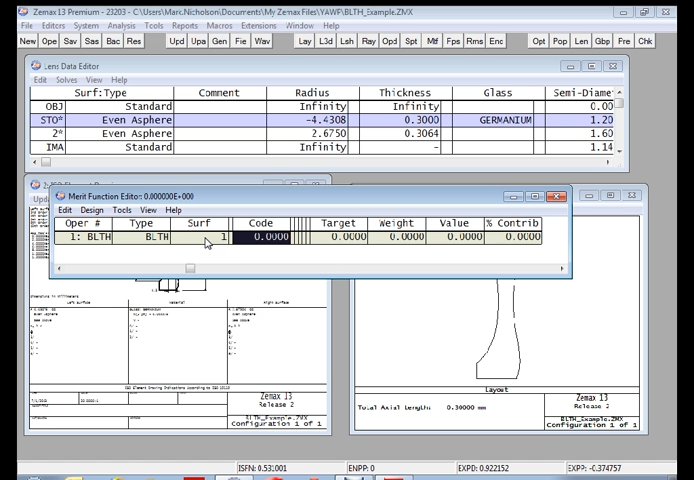 Zemax 13 Premium - 23203 - C:\Users\Marc.Nicholson\Documents\My Zemax Files\YAWF\BLTH_Example.ZMX
File Editors System Analysis Tools Reports Macros Extensions Window Help
New Ope Sav Sas Bac Res Upd Upa Gen Fie Wav Lay L3d Lsh Ray Opd Spt Mtf Fps Rms Enc Opt Pop Len Gbp Fre Chk
Lens Data Editor
Edit Solves View Help
Surf:Type Comment Radius Thickness Glass Semi-Diame
OBJ Standard Infinity Infinity 0.00
STO* Even Asphere -4.4308 0.3000 GERMANIUM 1.20
2* Even Asphere 2.6750 0.3064 1.60
IMA Standard Infinity - 1.14
Merit Function Editor: 0.000000E+000
Edit Design Tools View Help
Oper # Type Surf Code Target Weight Value % Contrib
1: BLTH BLTH 1 0.0000 0.0000 0.0000 0.0000 0.0000
Layout
Total Axial Length: 0.30000 mm
Zemax 13
Release 2
BLTH_Example.ZMX
Configuration 1 of 1
Zemax 13
Release 2
BLTH_Example.ZMX
Configuration 1 of 1
ISFN: 0.531001 ENPP: 0 EXPD: 0.922152 EXPP: -0.374757